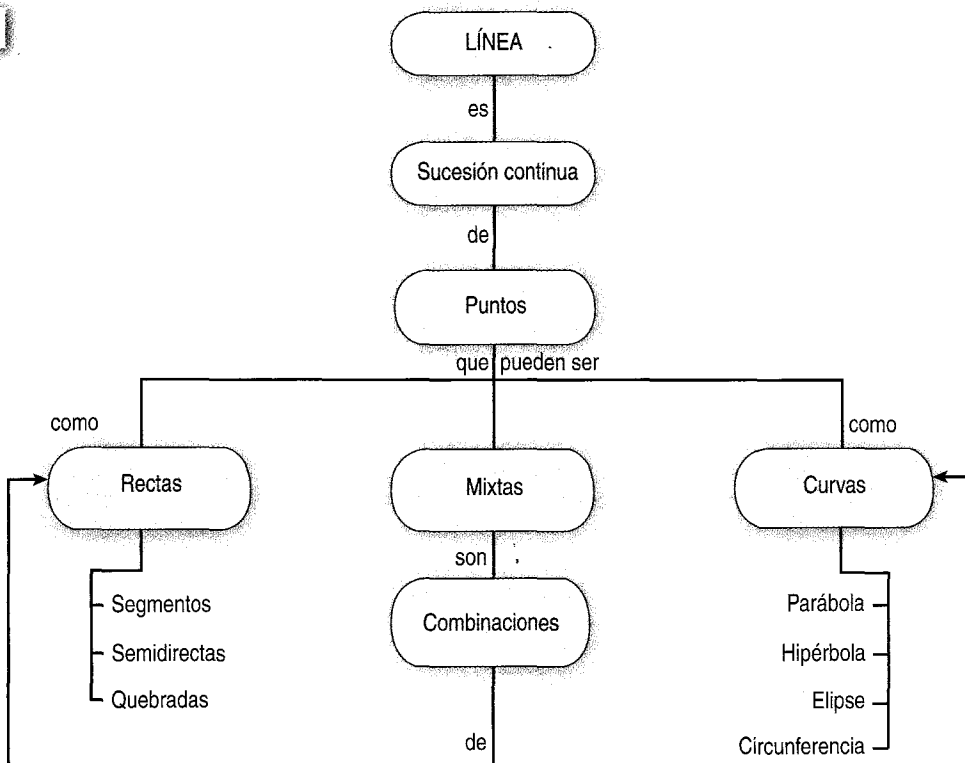 LÍNEA
es
Sucesión continua
de
Puntos
que pueden ser
como
como
Rectas
Mixtas
Curvas
son
Combinaciones
Segmentos
Semidirectas
Quebradas
Parábola
Hipérbola
Elipse
Circunferencia
de